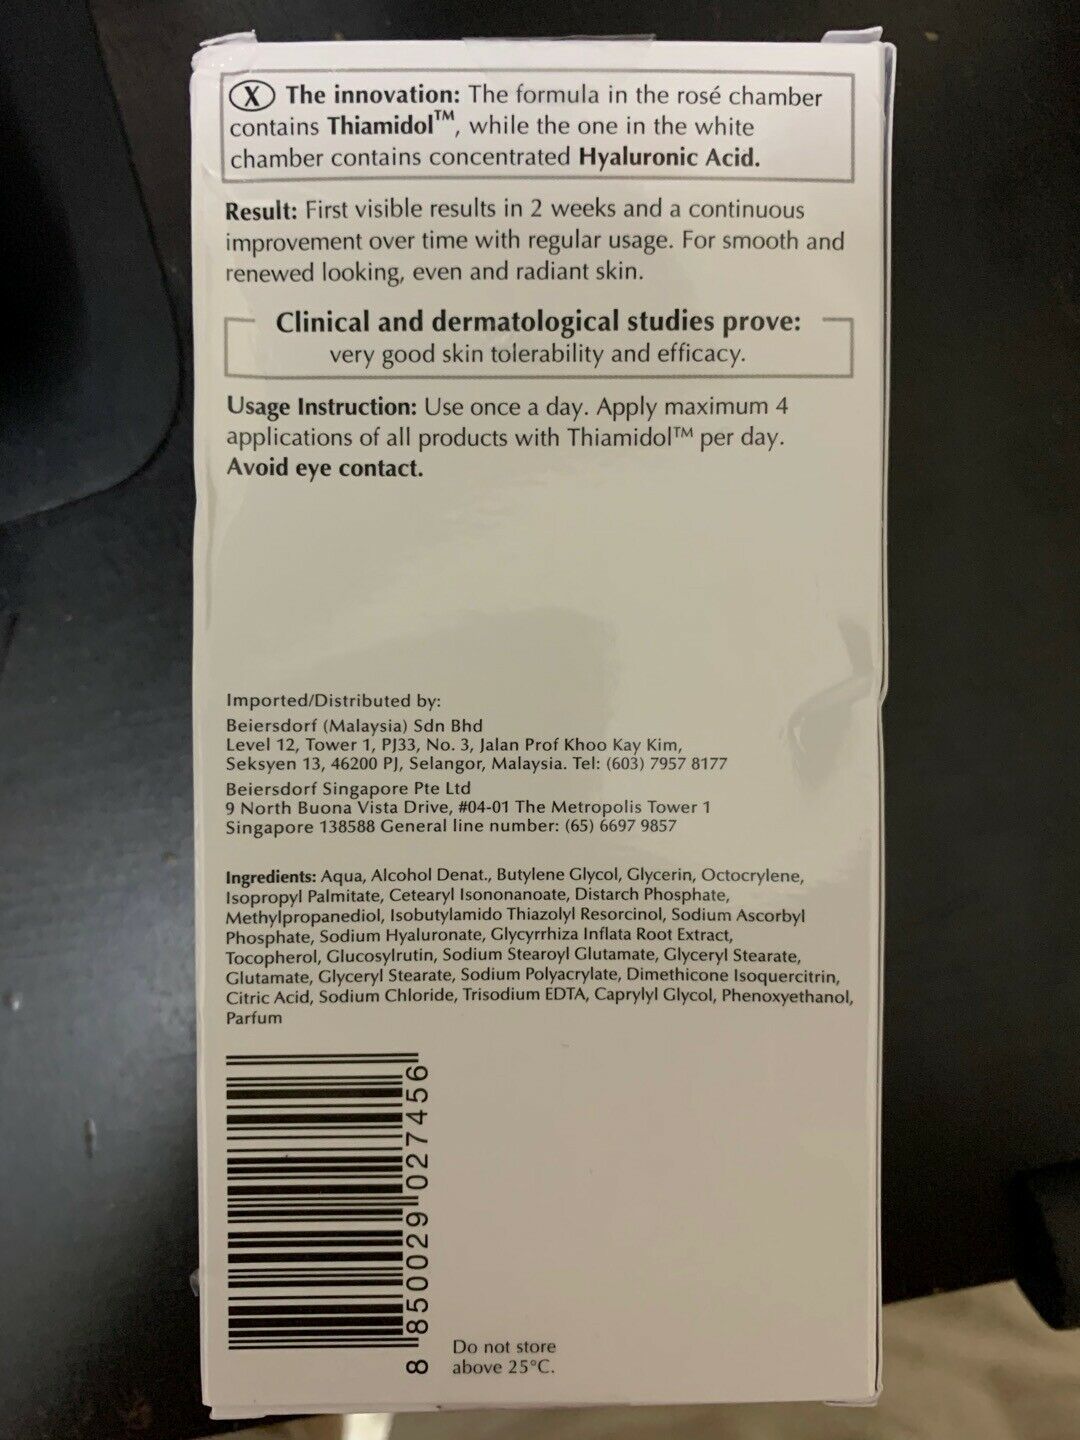 X The innovation: The formula in the rosé chamber
contains Thiamidol™, while the one in the white
chamber contains concentrated Hyaluronic Acid.
Result: First visible results in 2 weeks and a continuous
improvement over time with regular usage. For smooth and
renewed looking, even and radiant skin.
Clinical and dermatological studies prove:
very good skin tolerability and efficacy.
Usage Instruction: Use once a day. Apply maximum 4
applications of all products with Thiamidol™ per day.
Avoid eye contact.
Imported/Distributed by:
Beiersdorf (Malaysia) Sdn Bhd
Level 12, Tower 1, PJ33, No. 3, Jalan Prof Khoo Kay Kim,
Seksyen 13, 46200 PJ, Selangor, Malaysia. Tel: (603) 7957 8177
Beiersdorf Singapore Pte Ltd
9 North Buona Vista Drive, #04-01 The Metropolis Tower 1
Singapore 138588 General line number: (65) 6697 9857
Ingredients: Aqua, Alcohol Denat., Butylene Glycol, Glycerin, Octocrylene,
Isopropyl Palmitate, Cetearyl Isononanoate, Distarch Phosphate,
Methylpropanediol, Isobutylamido Thiazolyl Resorcinol, Sodium Ascorbyl
Phosphate, Sodium Hyaluronate, Glycyrrhiza Inflata Root Extract,
Tocopherol, Glucosylrutin, Sodium Stearoyl Glutamate, Glyceryl Stearate,
Glutamate, Glyceryl Stearate, Sodium Polyacrylate, Dimethicone Isoquercitrin,
Citric Acid, Sodium Chloride, Trisodium EDTA, Caprylyl Glycol, Phenoxyethanol,
Parfum
8 850029 027456
Do not store
above 25°C.